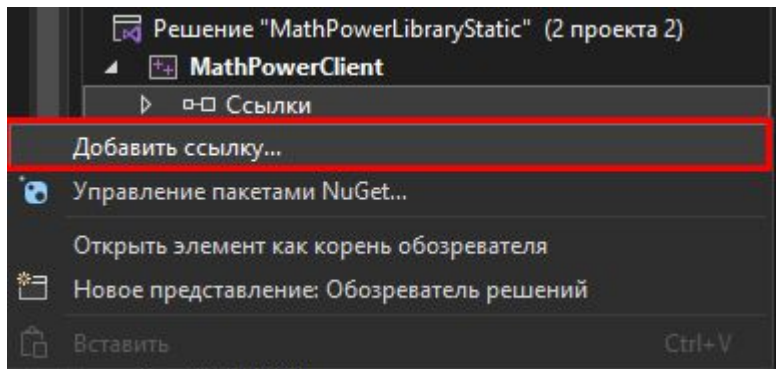 Решение "MathPowerLibraryStatic" (2 проекта 2)
MathPowerClient
Ссылки
Добавить ссылку...
Управление пакетами NuGet...
Открыть элемент как корень обозревателя
Новое представление: Обозреватель решений
Вставить Ctrl+V